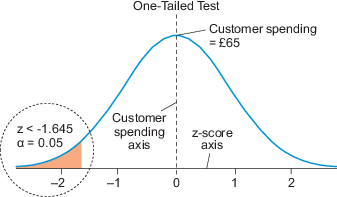 One-Tailed Test
Customer spending
= £65
z < -1.645
α = 0.05
Customer
spending
axis
z-score
axis
−2 −1 0 1 2